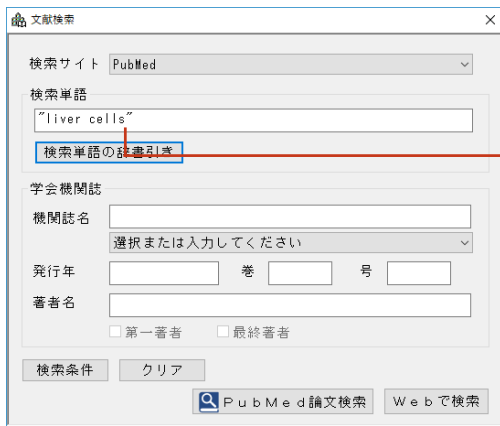 文献検索
検索サイト PubMed
検索単語
"liver cells"
検索単語の辞書引き
学会機関誌
機関誌名
選択または入力してください
発行年 巻 号
著者名
第一著者 最終著者
検索条件 クリア
PubMed論文検索 Webで検索